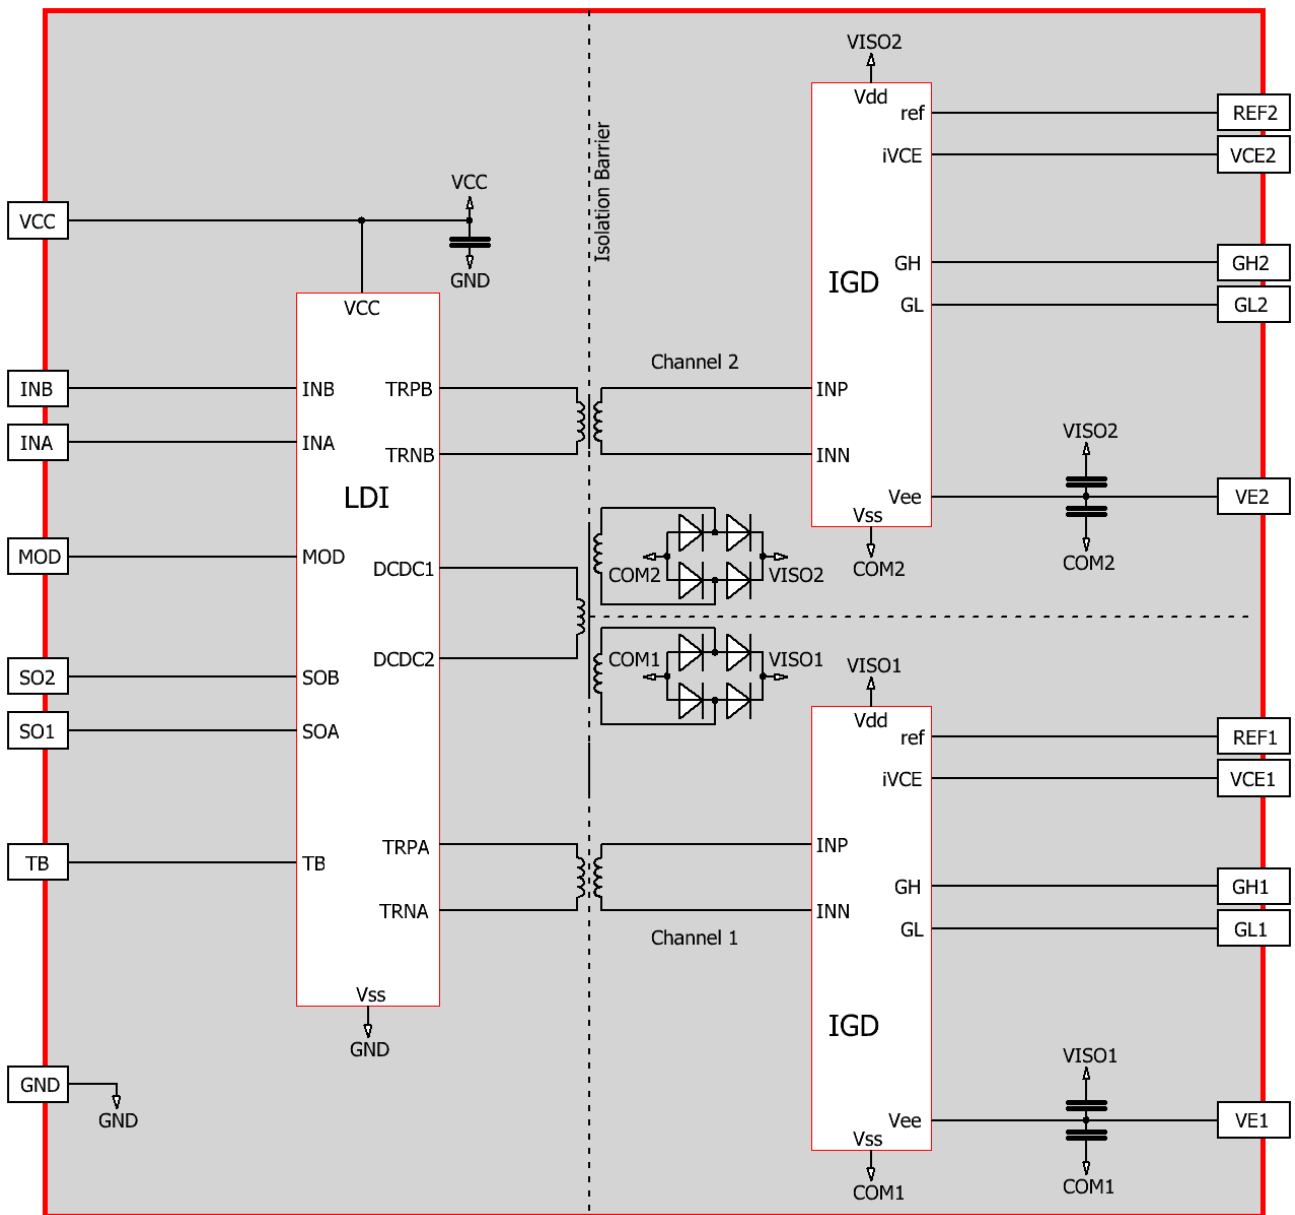 VISO2
Vdd
ref
REF2
iVCE
VCE2
Isolation Barrier
VCC
VCC
GND
VCC
GH
GH2
IGD
GL
GL2
Channel 2
INB
INB
TRPB
INP
INA
INA
TRNB
INN
VISO2
LDI
Vee
VE2
Vss
MOD
MOD
DCDC1
COM2
VISO2
COM2
COM2
SO2
SOB
DCDC2
COM1
VISO1
VISO1
Vdd
SO1
SOA
ref
REF1
iVCE
VCE1
TB
TB
TRPA
INP
GH
GH1
TRNA
INN
GL
GL1
Channel 1
Vss
GND
IGD
VISO1
GND
GND
Vee
VE1
Vss
COM1
COM1